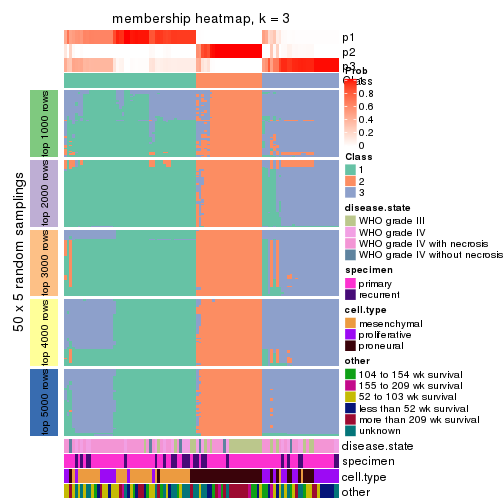 membership heatmap, k = 3
p1
p2
p3
Prob
Class
0.8
0.6
0.4
0.2
0
Class
1
2
3
disease.state
WHO grade III
WHO grade IV
WHO grade IV with necrosis
WHO grade IV without necrosis
specimen
primary
recurrent
cell.type
mesenchymal
proliferative
proneural
other
104 to 154 wk survival
155 to 209 wk survival
52 to 103 wk survival
less than 52 wk survival
more than 209 wk survival
unknown
50 x 5 random samplings
top 1000 rows
top 2000 rows
top 3000 rows
top 4000 rows
top 5000 rows
disease.state
specimen
cell.type
other